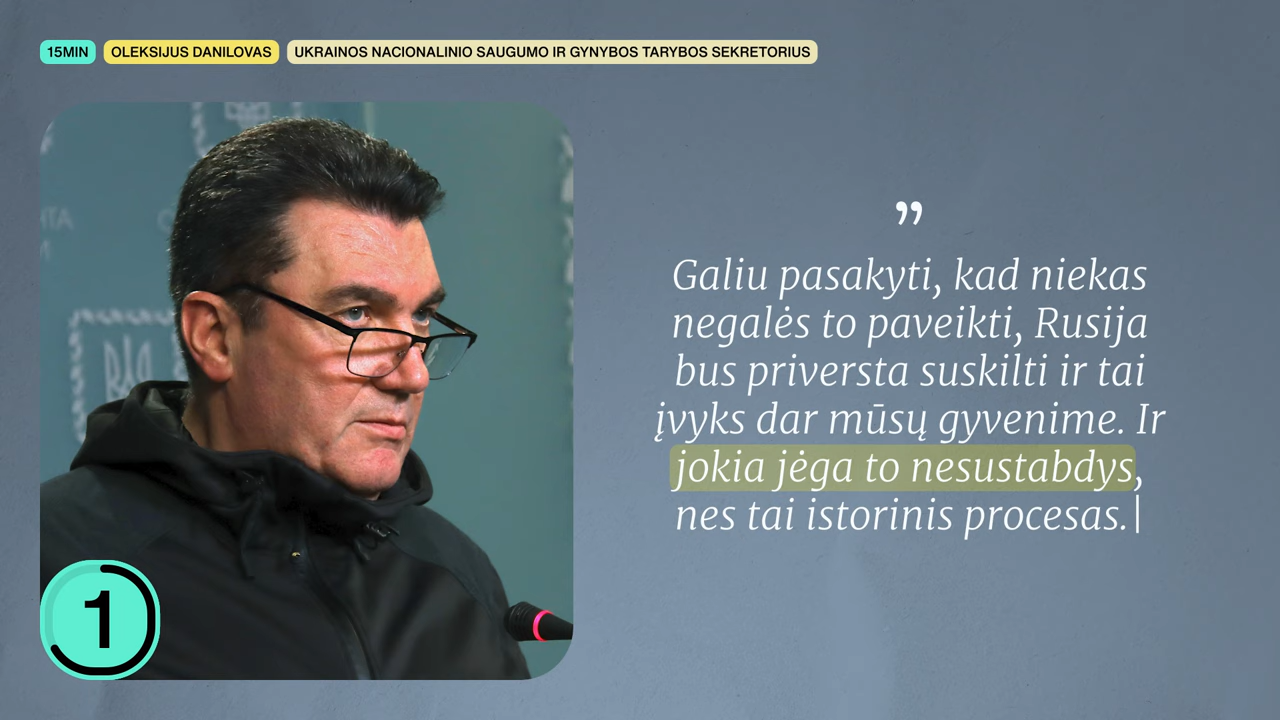 15MIN OLEKSIJUS DANILOVAS UKRAINOS NACIONALINIO SAUGUMO IR GYNYBOS TARYBOS SEKRETORIUS
”
Galiu pasakyti, kad niekas
negalės to paveikti, Rusija
bus priversta suskilti ir tai
įvyks dar mūsų gyvenime. Ir
jokia jėga to nesustabdys,
nes tai istorinis procesas.
1